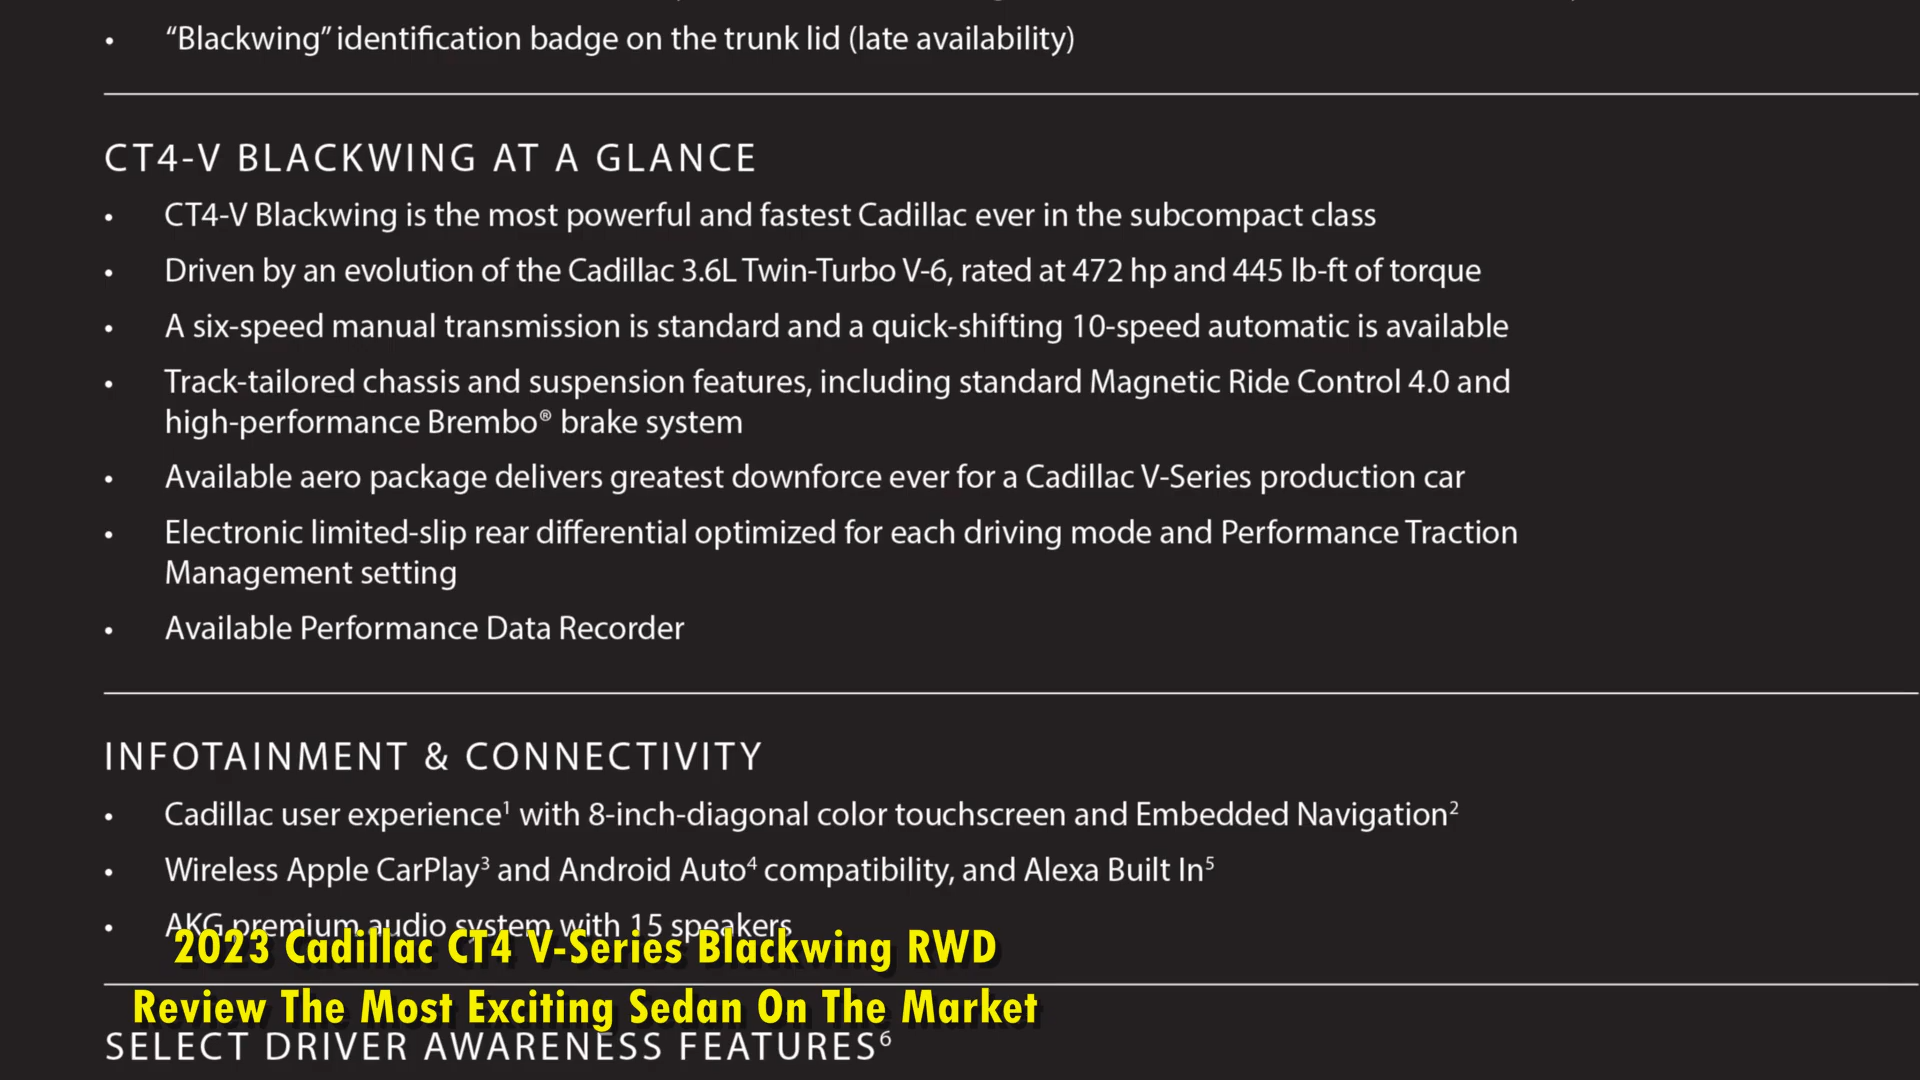 • “Blackwing” identification badge on the trunk lid (late availability)
CT4-V BLACKWING AT A GLANCE
• CT4-V Blackwing is the most powerful and fastest Cadillac ever in the subcompact class
• Driven by an evolution of the Cadillac 3.6L Twin-Turbo V-6, rated at 472 hp and 445 lb-ft of torque
• A six-speed manual transmission is standard and a quick-shifting 10-speed automatic is available
• Track-tailored chassis and suspension features, including standard Magnetic Ride Control 4.0 and
high-performance Brembo® brake system
• Available aero package delivers greatest downforce ever for a Cadillac V-Series production car
• Electronic limited-slip rear differential optimized for each driving mode and Performance Traction
Management setting
• Available Performance Data Recorder
INFOTAINMENT & CONNECTIVITY
• Cadillac user experience¹ with 8-inch-diagonal color touchscreen and Embedded Navigation²
• Wireless Apple CarPlay³ and Android Auto⁴ compatibility, and Alexa Built In⁵
• AKG premium audio system with 15 speakers
2023 Cadillac CT4 V-Series Blackwing RWD
Review The Most Exciting Sedan On The Market
SELECT DRIVER AWARENESS FEATURES⁶